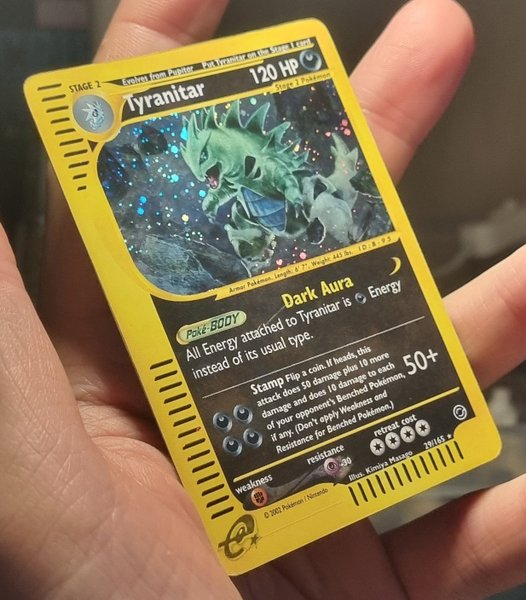 STAGE 2 Evolves from Pupitar Put Tyranitar on the Stage 1 card
Tyranitar 120 HP
Stage 2 Pokémon
Armor Pokémon. Length: 6' 7", Weight: 445 lbs. ID:B:95
Dark Aura
Poké-BODY
All Energy attached to Tyranitar is Energy
instead of its usual type.
Stamp Flip a coin. If heads, this
attack does 50 damage plus 10 more
damage and does 10 damage to each
of your opponent's Benched Pokémon,
if any. (Don't apply Weakness and
Resistance for Benched Pokémon.)
50+
weakness
resistance
-30
retreat cost
Illus. Kimiya Masago 29/165
© 2002 Pokémon / Nintendo
e